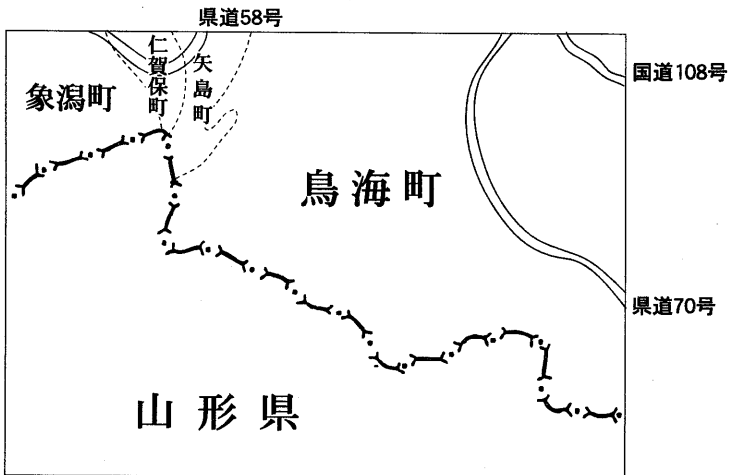 県道58号
仁賀保町
矢島町
象潟町
国道108号
鳥海町
県道70号
山形県